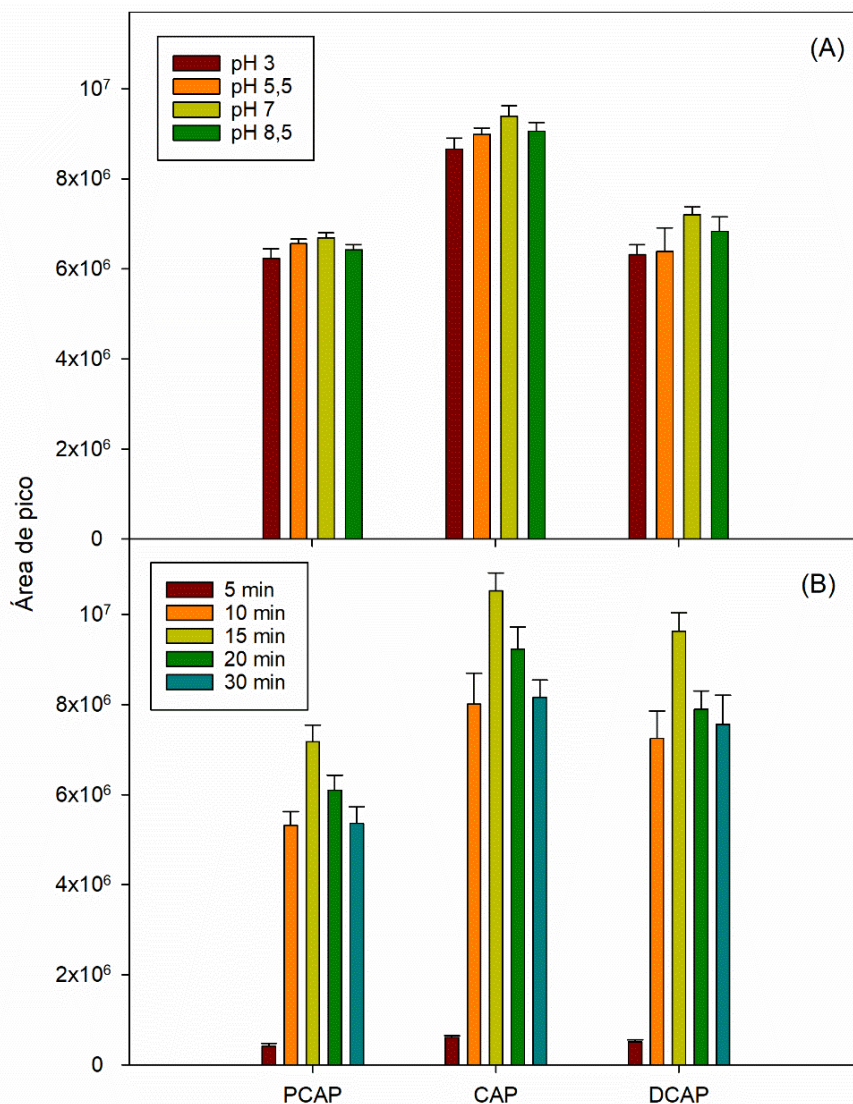 (A)
pH 3
pH 5,5
pH 7
pH 8,5
10⁷
8x10⁶
6x10⁶
4x10⁶
2x10⁶
0
Área de pico
(B)
5 min
10 min
15 min
20 min
30 min
10⁷
8x10⁶
6x10⁶
4x10⁶
2x10⁶
0
PCAP CAP DCAP